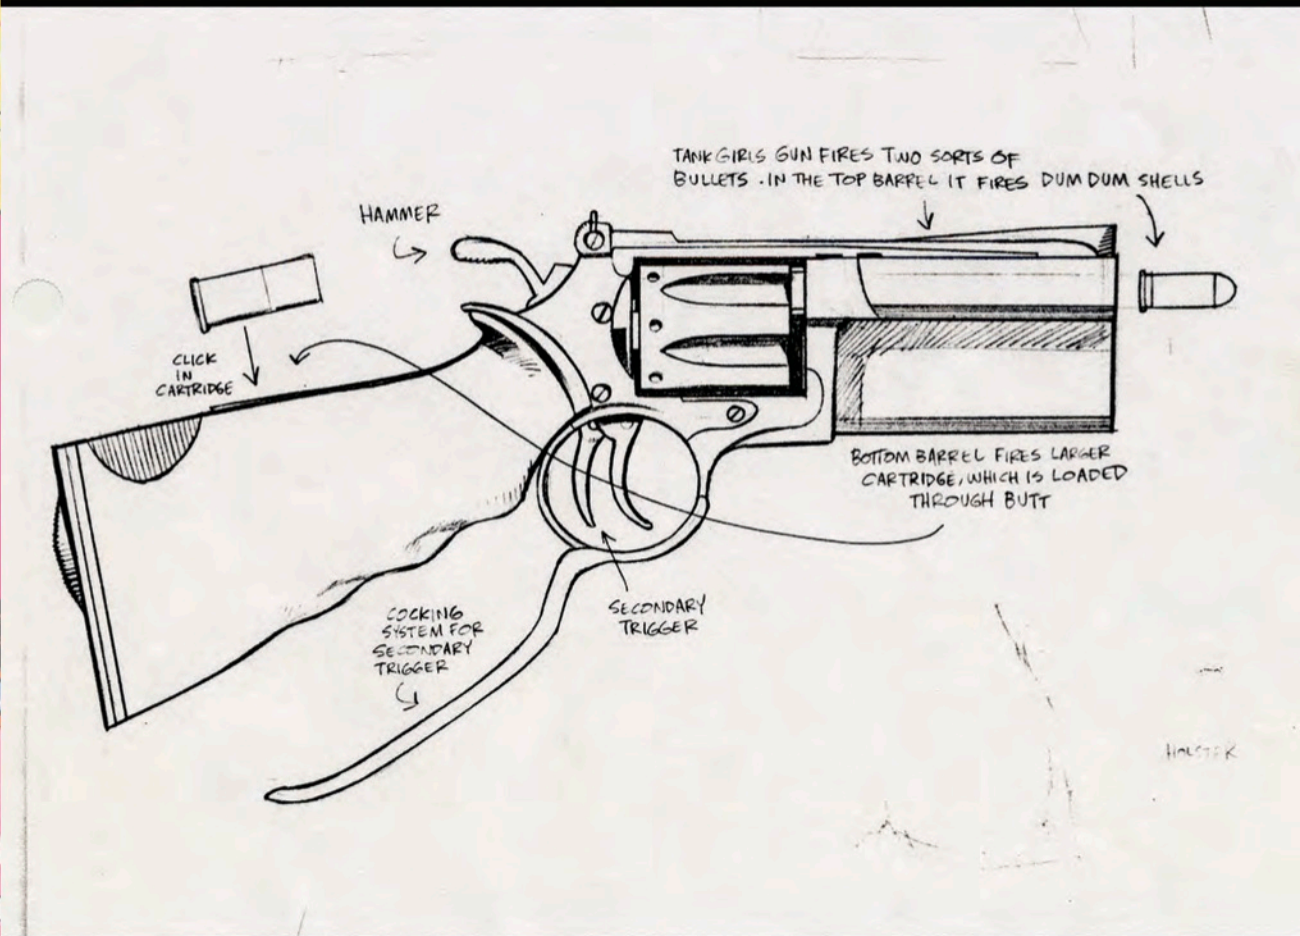 TANK GIRLS GUN FIRES TWO SORTS OF
BULLETS . IN THE TOP BARREL IT FIRES DUM DUM SHELLS
HAMMER
CLICK
IN
CARTRIDGE
BOTTOM BARREL FIRES LARGER
CARTRIDGE, WHICH IS LOADED
THROUGH BUTT
SECONDARY
TRIGGER
COCKING
SYSTEM FOR
SECONDARY
TRIGGER
HOLSTER